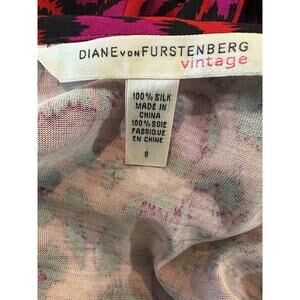 DIANE VON FURSTENBERG
vintage
100% SILK
MADE IN
CHINA
100% SOIE
FABRIQUE
EN CHINE
8